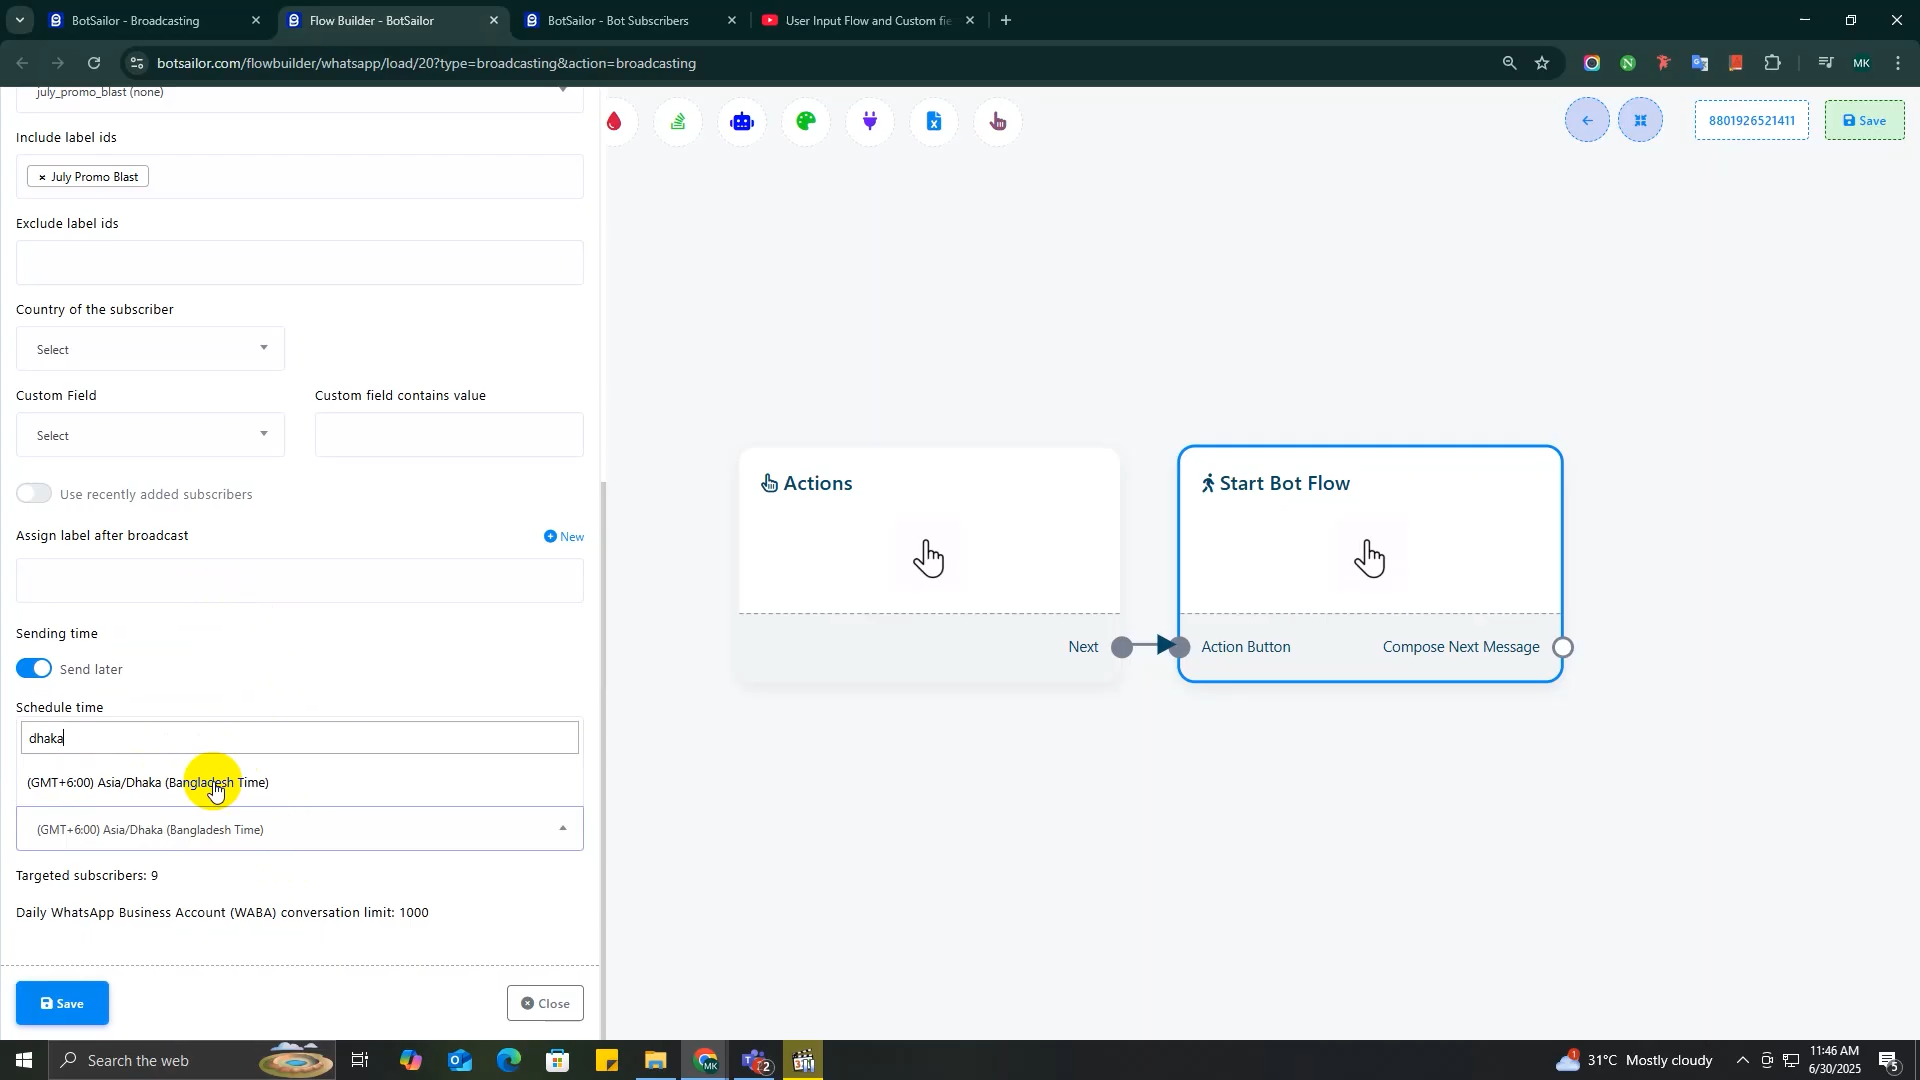 BotSailor - Broadcasting
Flow Builder - BotSailor
BotSailor - Bot Subscribers
User Input Flow and Custom fie
botsailor.com/flowbuilder/whatsapp/load/20?type=broadcasting&action=broadcasting
MK
july_promo_blast (none)
8801926521411
Save
Include label ids
× July Promo Blast
Exclude label ids
Country of the subscriber
Select
Custom Field
Custom field contains value
Select
Use recently added subscribers
Assign label after broadcast
New
Sending time
Send later
Schedule time
dhaka
(GMT+6:00) Asia/Dhaka (Bangladesh Time)
(GMT+6:00) Asia/Dhaka (Bangladesh Time)
Targeted subscribers: 9
Daily WhatsApp Business Account (WABA) conversation limit: 1000
Save
Close
Actions
Next
Start Bot Flow
Action Button
Compose Next Message
Search the web
MK
2
1
31°C Mostly cloudy
11:46 AM
6/30/2025
5